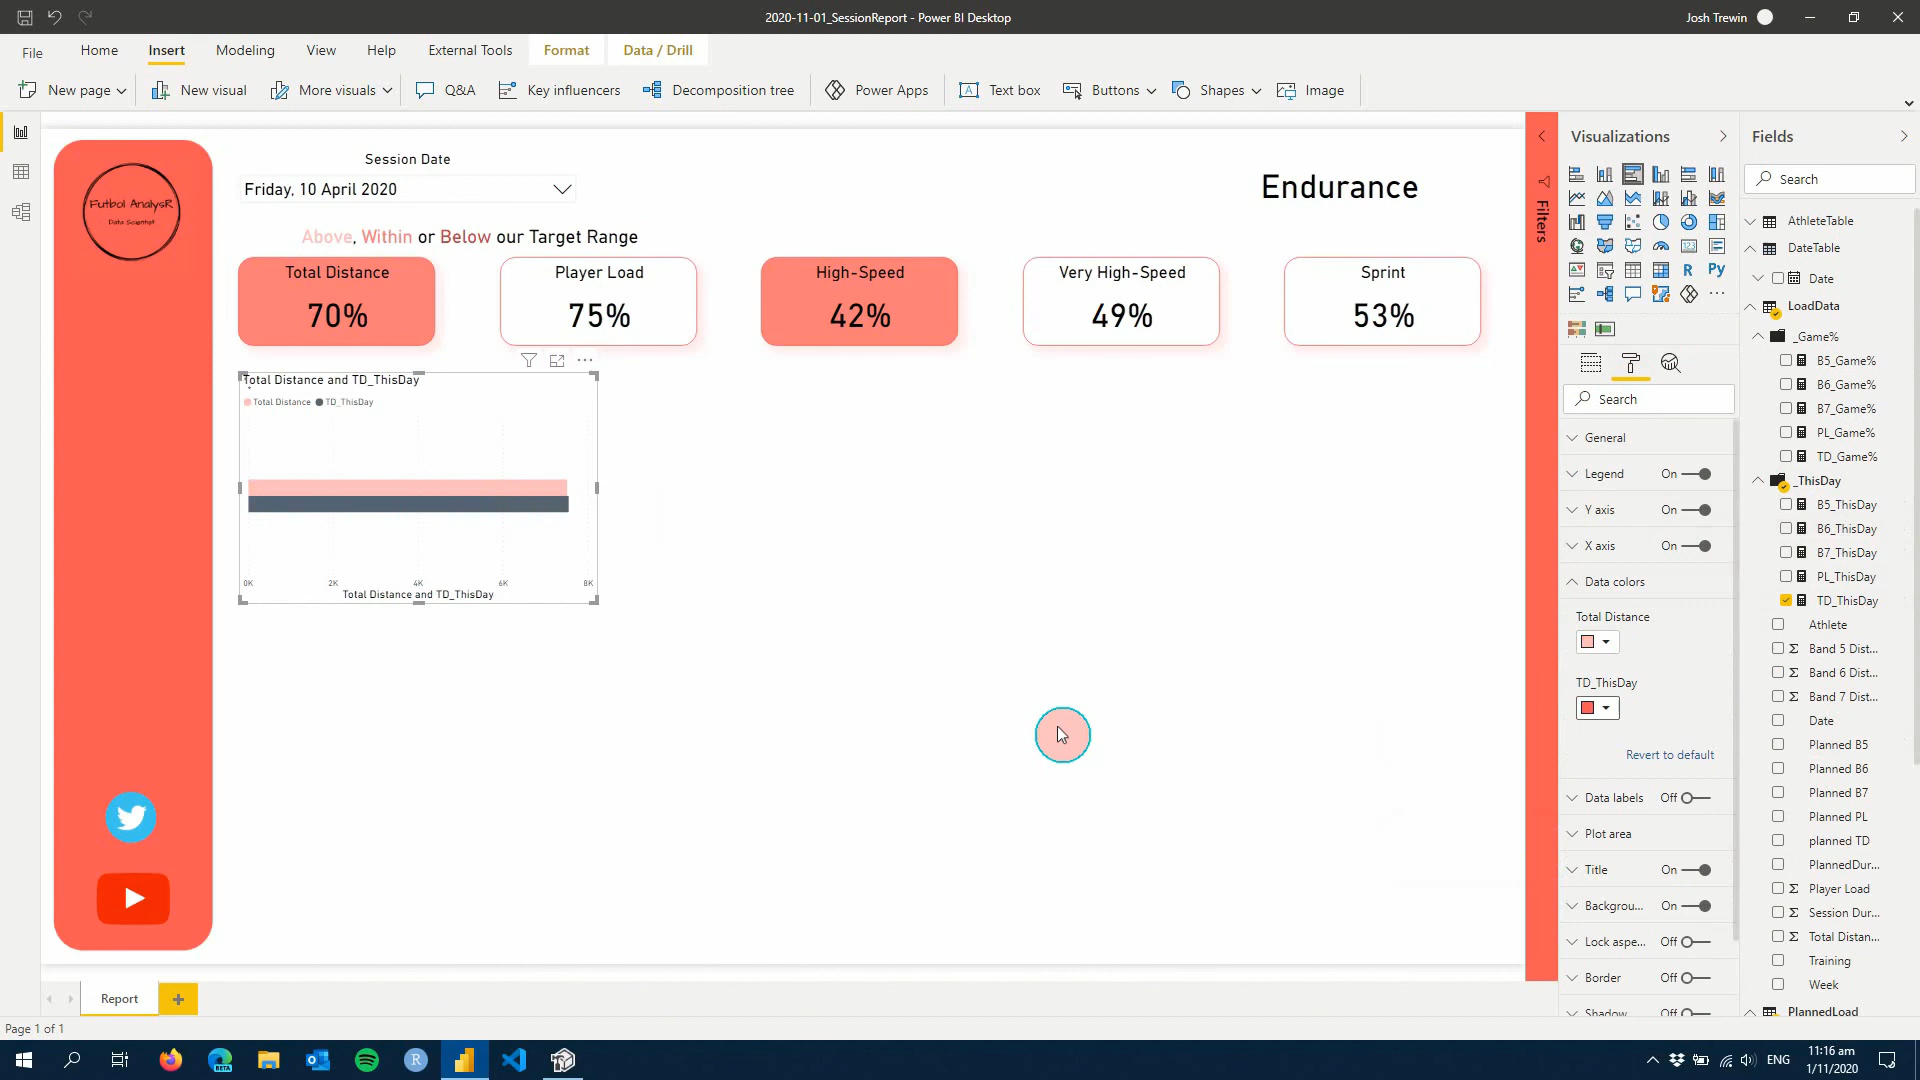 2020-11-01_SessionReport - Power BI Desktop
Josh Trewin
File
Home
Insert
Modeling
View
Help
External Tools
Format
Data / Drill
New page
New visual
More visuals
Q&A
Key influencers
Decomposition tree
Power Apps
Text box
Buttons
Shapes
Image
Futbol AnalysR
Data Scientist
Session Date
Friday, 10 April 2020
Endurance
Above, Within or Below our Target Range
Total Distance
70%
Player Load
75%
High-Speed
42%
Very High-Speed
49%
Sprint
53%
Total Distance and TD_ThisDay
Total Distance
TD_ThisDay
0K
2K
4K
6K
8K
Total Distance and TD_ThisDay
Filters
Visualizations
123
R
Py
Search
General
Legend
On
Y axis
On
X axis
On
Data colors
Total Distance
TD_ThisDay
Revert to default
Data labels
Off
Plot area
Title
On
Backgrou...
On
Lock aspe...
Off
Border
Off
Shadow
Off
Fields
Search
AthleteTable
DateTable
Date
LoadData
_Game%
B5_Game%
B6_Game%
B7_Game%
PL_Game%
TD_Game%
_ThisDay
B5_ThisDay
B6_ThisDay
B7_ThisDay
PL_ThisDay
TD_ThisDay
Athlete
Band 5 Dist...
Band 6 Dist...
Band 7 Dist...
Date
Planned B5
Planned B6
Planned B7
Planned PL
planned TD
PlannedDur...
Player Load
Session Dur...
Total Distan...
Training
Week
PlannedLoad
Report
Page 1 of 1
BETA
R
ENG
11:16 am
1/11/2020